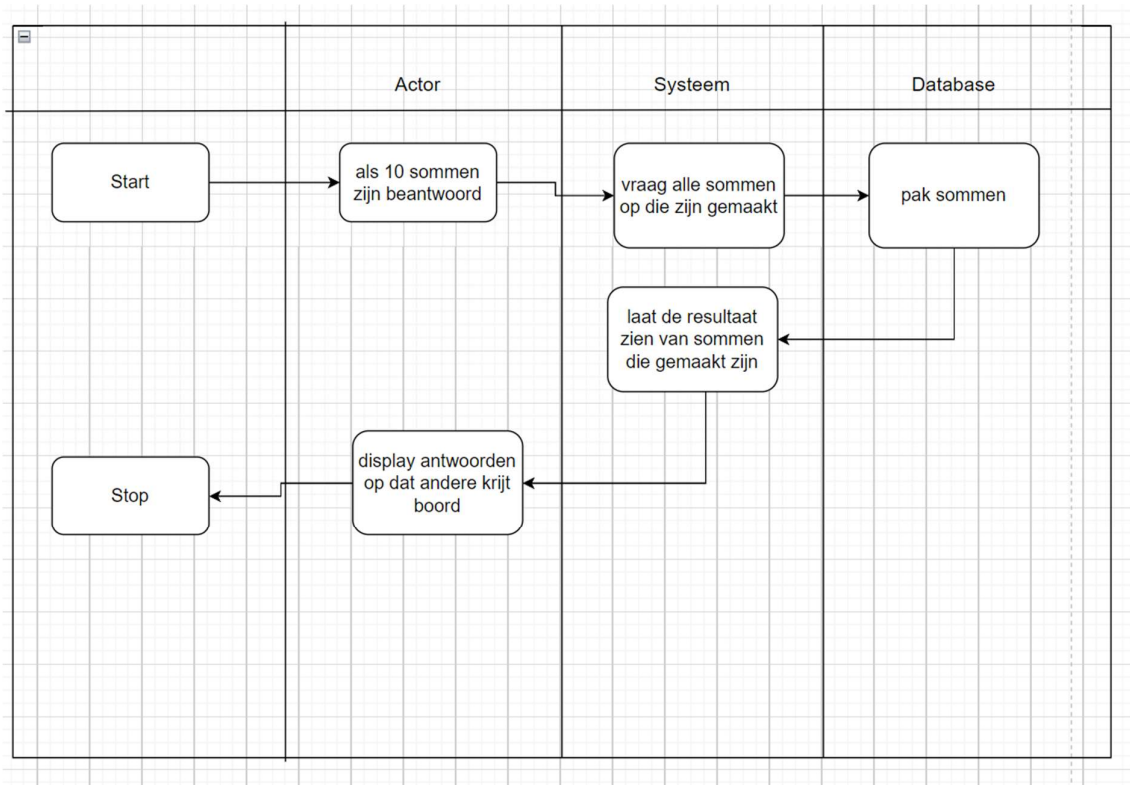 Actor
Systeem
Database
Start
als 10 sommen
zijn beantwoord
vraag alle sommen
op die zijn gemaakt
pak sommen
laat de resultaat
zien van sommen
die gemaakt zijn
display antwoorden
op dat andere krijt
boord
Stop